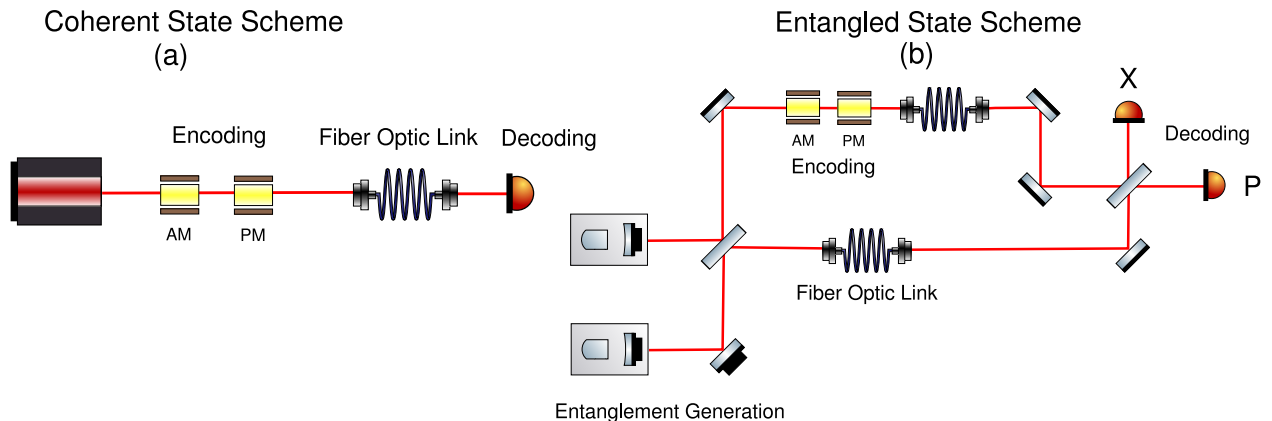 Coherent State Scheme
(a)
Encoding
Fiber Optic Link
Decoding
AM
PM
Entangled State Scheme
(b)
X
AM
PM
Encoding
Decoding
P
Fiber Optic Link
Entanglement Generation